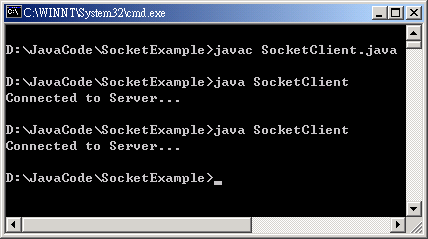 C:\WINNT\System32\cmd.exe
D:\JavaCode\SocketExample>javac SocketClient.java
D:\JavaCode\SocketExample>java SocketClient
Connected to Server...
D:\JavaCode\SocketExample>java SocketClient
Connected to Server...
D:\JavaCode\SocketExample>_